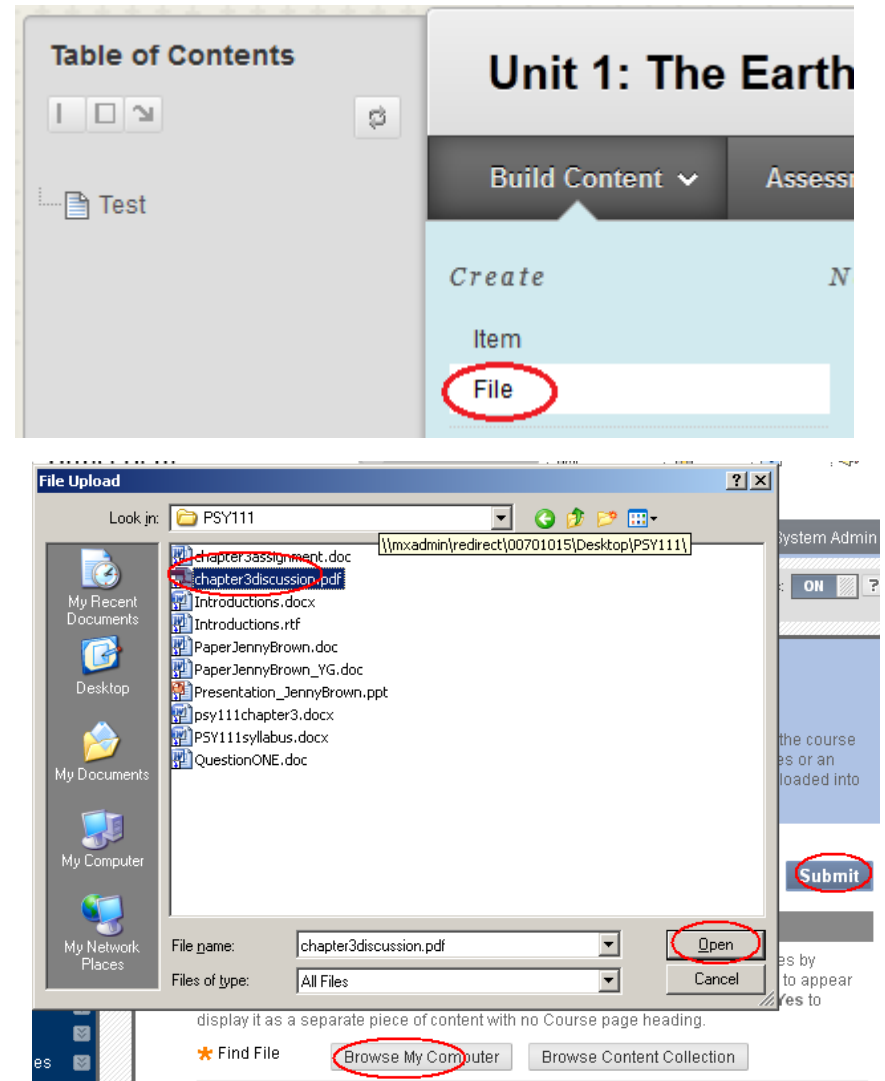 Table of Contents
Unit 1: The Earth
Build Content
Test
Create
N
Item
File
File Upload
?
X
Look in:
PSY111
\\mxadmin\redirect\00701015\Desktop\PSY111\
System Admin
chapter3assignment.doc
chapter3discussion.pdf
ON
?
My Recent
Documents
Introductions.docx
Introductions.rtf
PaperJennyBrown.doc
PaperJennyBrown_YG.doc
Desktop
Presentation_JennyBrown.ppt
psy111chapter3.docx
PSY111syllabus.docx
QuestionONE.doc
the course
es or an
loaded into
My Documents
My Computer
Submit
My Network
Places
File name:
chapter3discussion.pdf
Open
Files of type:
All Files
Cancel
es by
to appear
Yes to
display it as a separate piece of content with no Course page heading.
es
Find File
Browse My Computer
Browse Content Collection